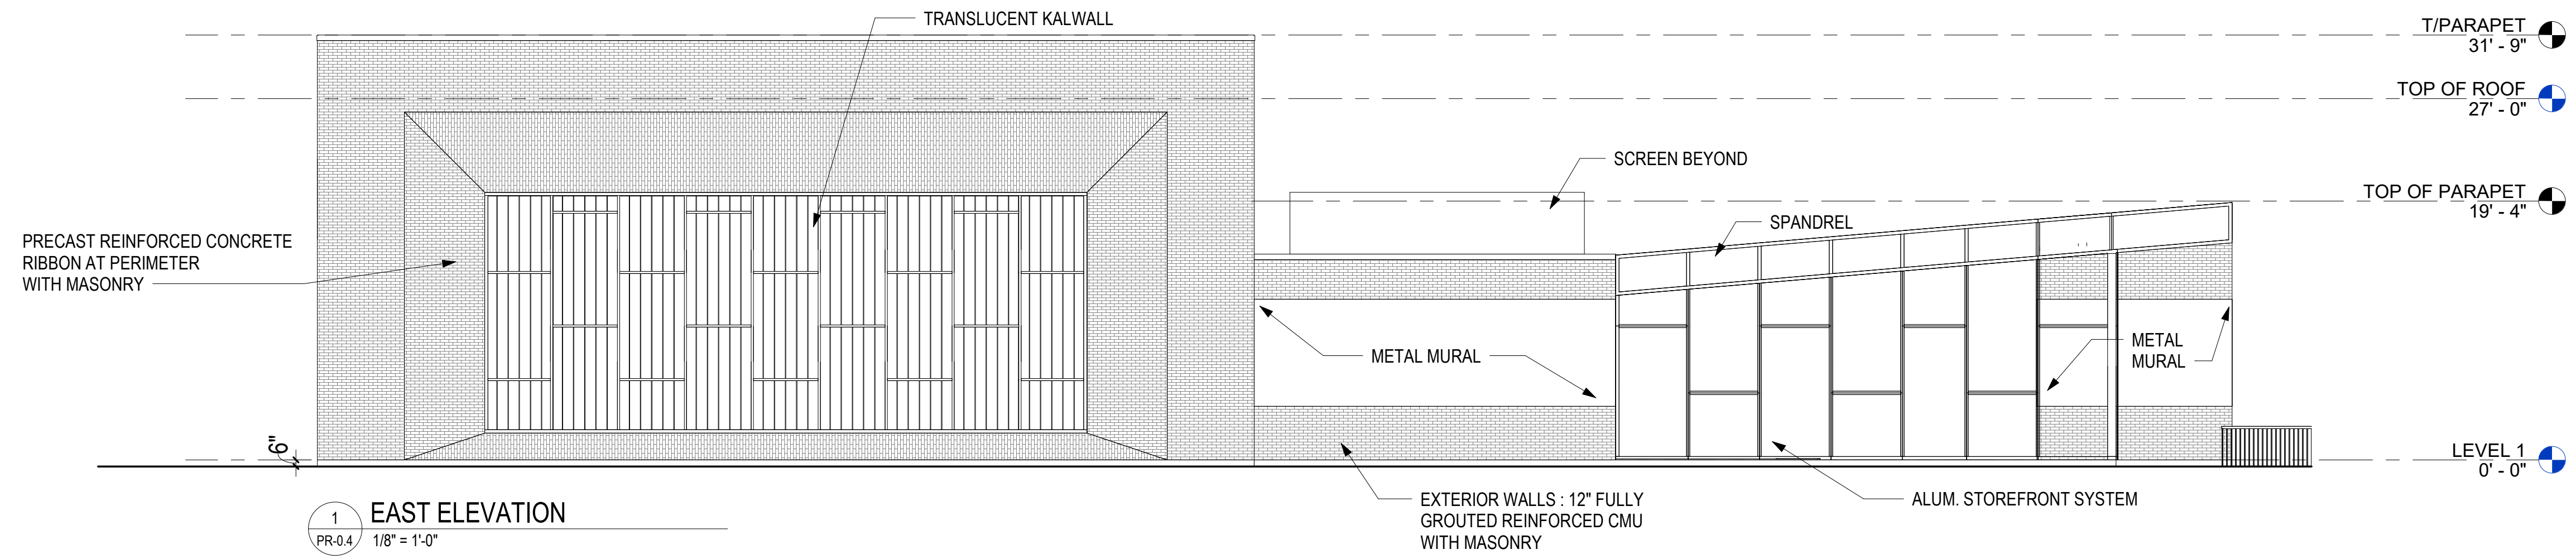 TRANSLUCENT KALWALL
T/PARAPET
31' - 9"
TOP OF ROOF
27' - 0"
SCREEN BEYOND
TOP OF PARAPET
19' - 4"
SPANDREL
PRECAST REINFORCED CONCRETE
RIBBON AT PERIMETER
WITH MASONRY
METAL MURAL
METAL
MURAL
6"
LEVEL 1
0' - 0"
EXTERIOR WALLS : 12" FULLY
GROUTED REINFORCED CMU
WITH MASONRY
ALUM. STOREFRONT SYSTEM
1
PR-0.4
EAST ELEVATION
1/8" = 1'-0"